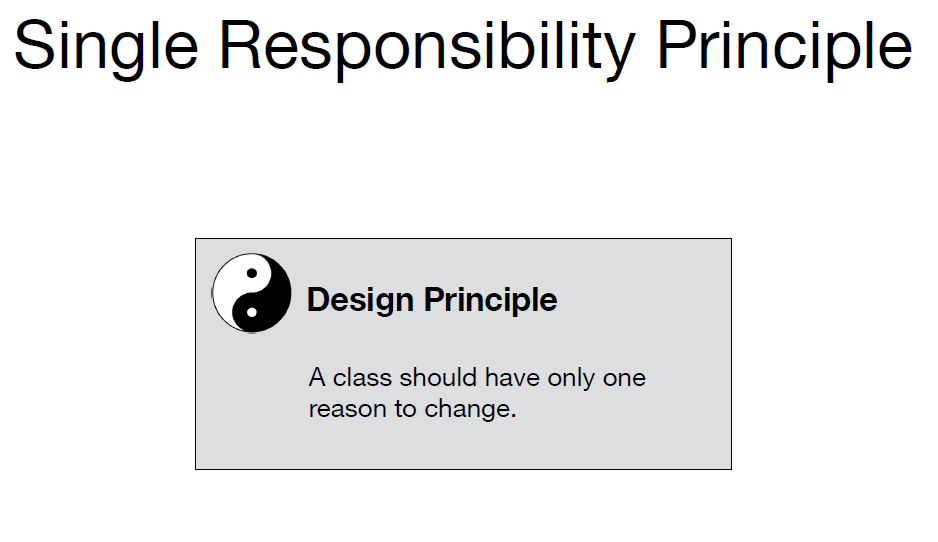 Single Responsibility Principle
Design Principle
A class should have only one
reason to change.